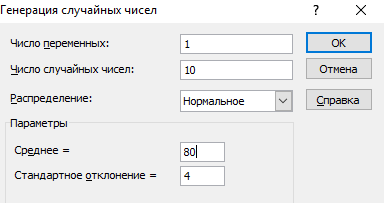 Генерация случайных чисел ? ×
Число переменных: 1 OK
Число случайных чисел: 10 Отмена
Распределение: Нормальное Справка
Параметры
Среднее = 80
Стандартное отклонение = 4